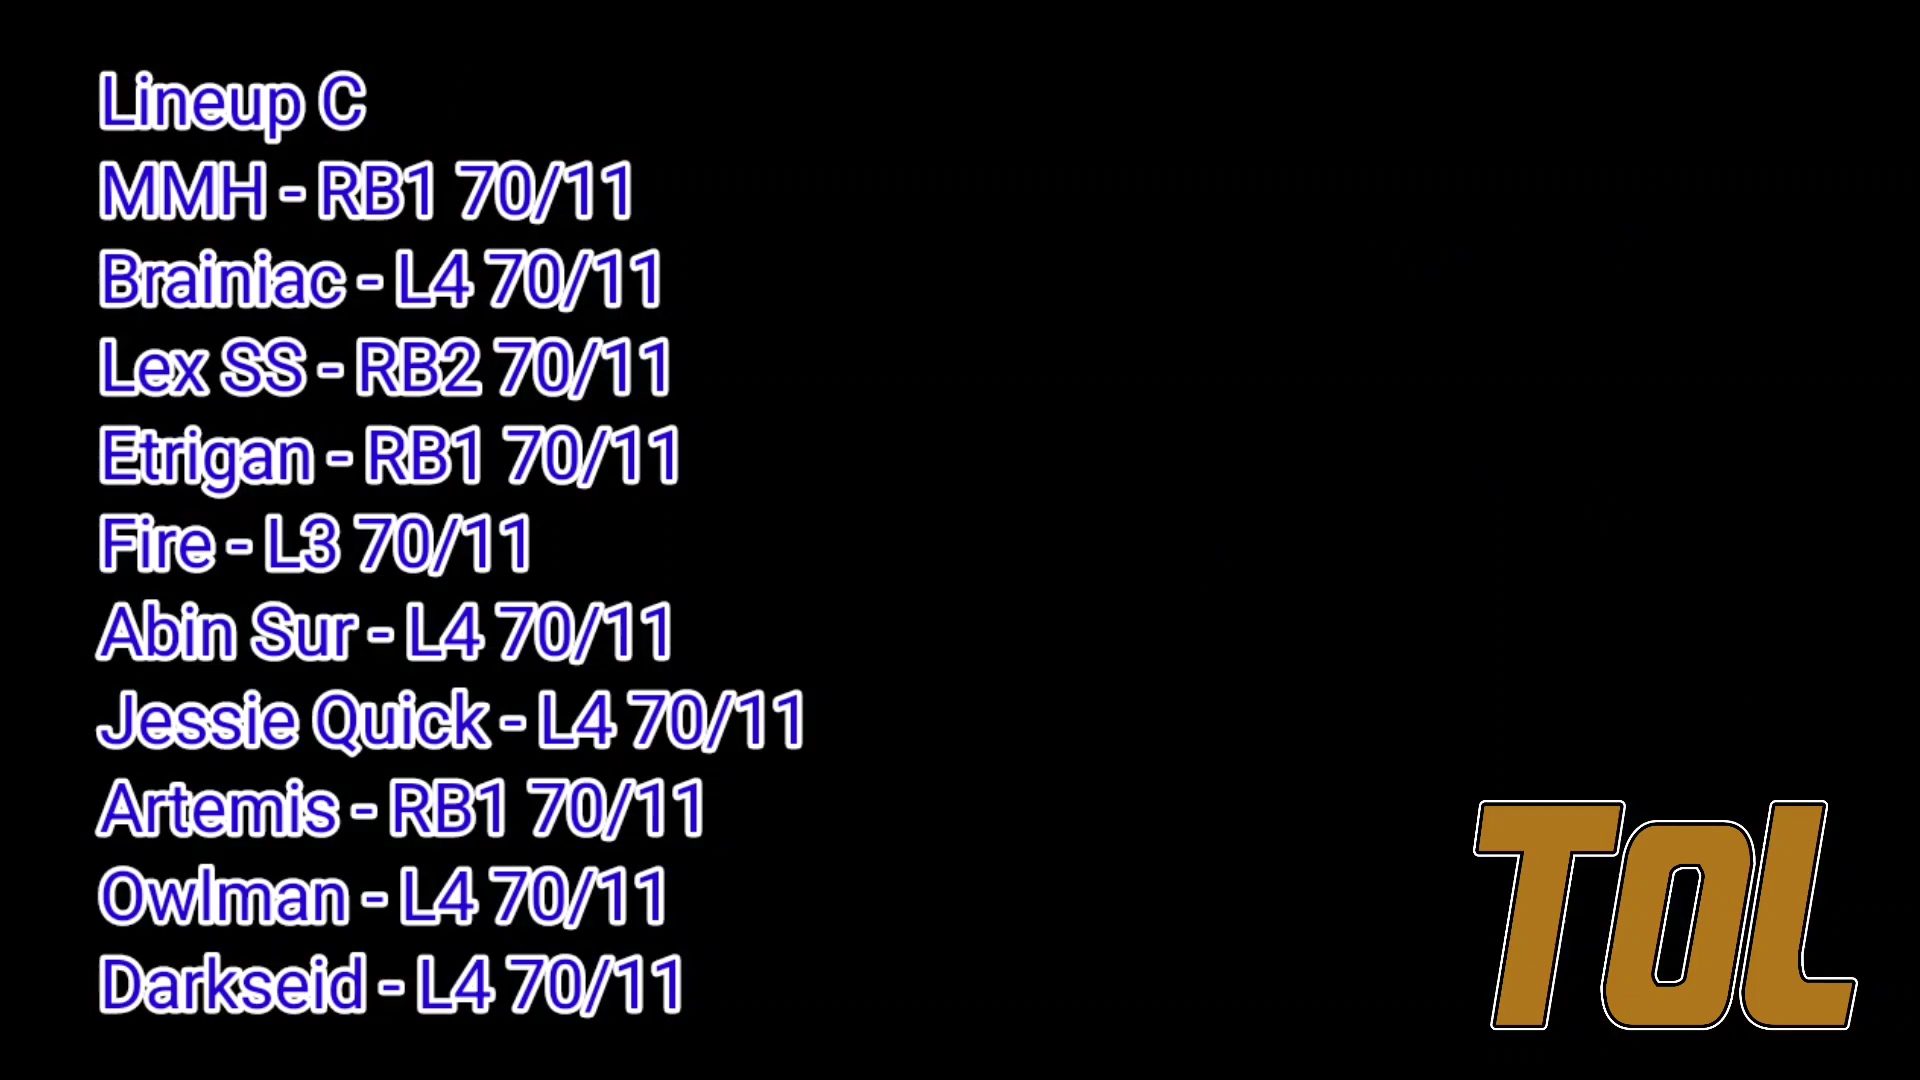 Lineup C
MMH - RB1 70/11
Brainiac - L4 70/11
Lex SS - RB2 70/11
Etrigan - RB1 70/11
Fire - L3 70/11
Abin Sur - L4 70/11
Jessie Quick - L4 70/11
Artemis - RB1 70/11
Owlman - L4 70/11
Darkseid - L4 70/11
TOL